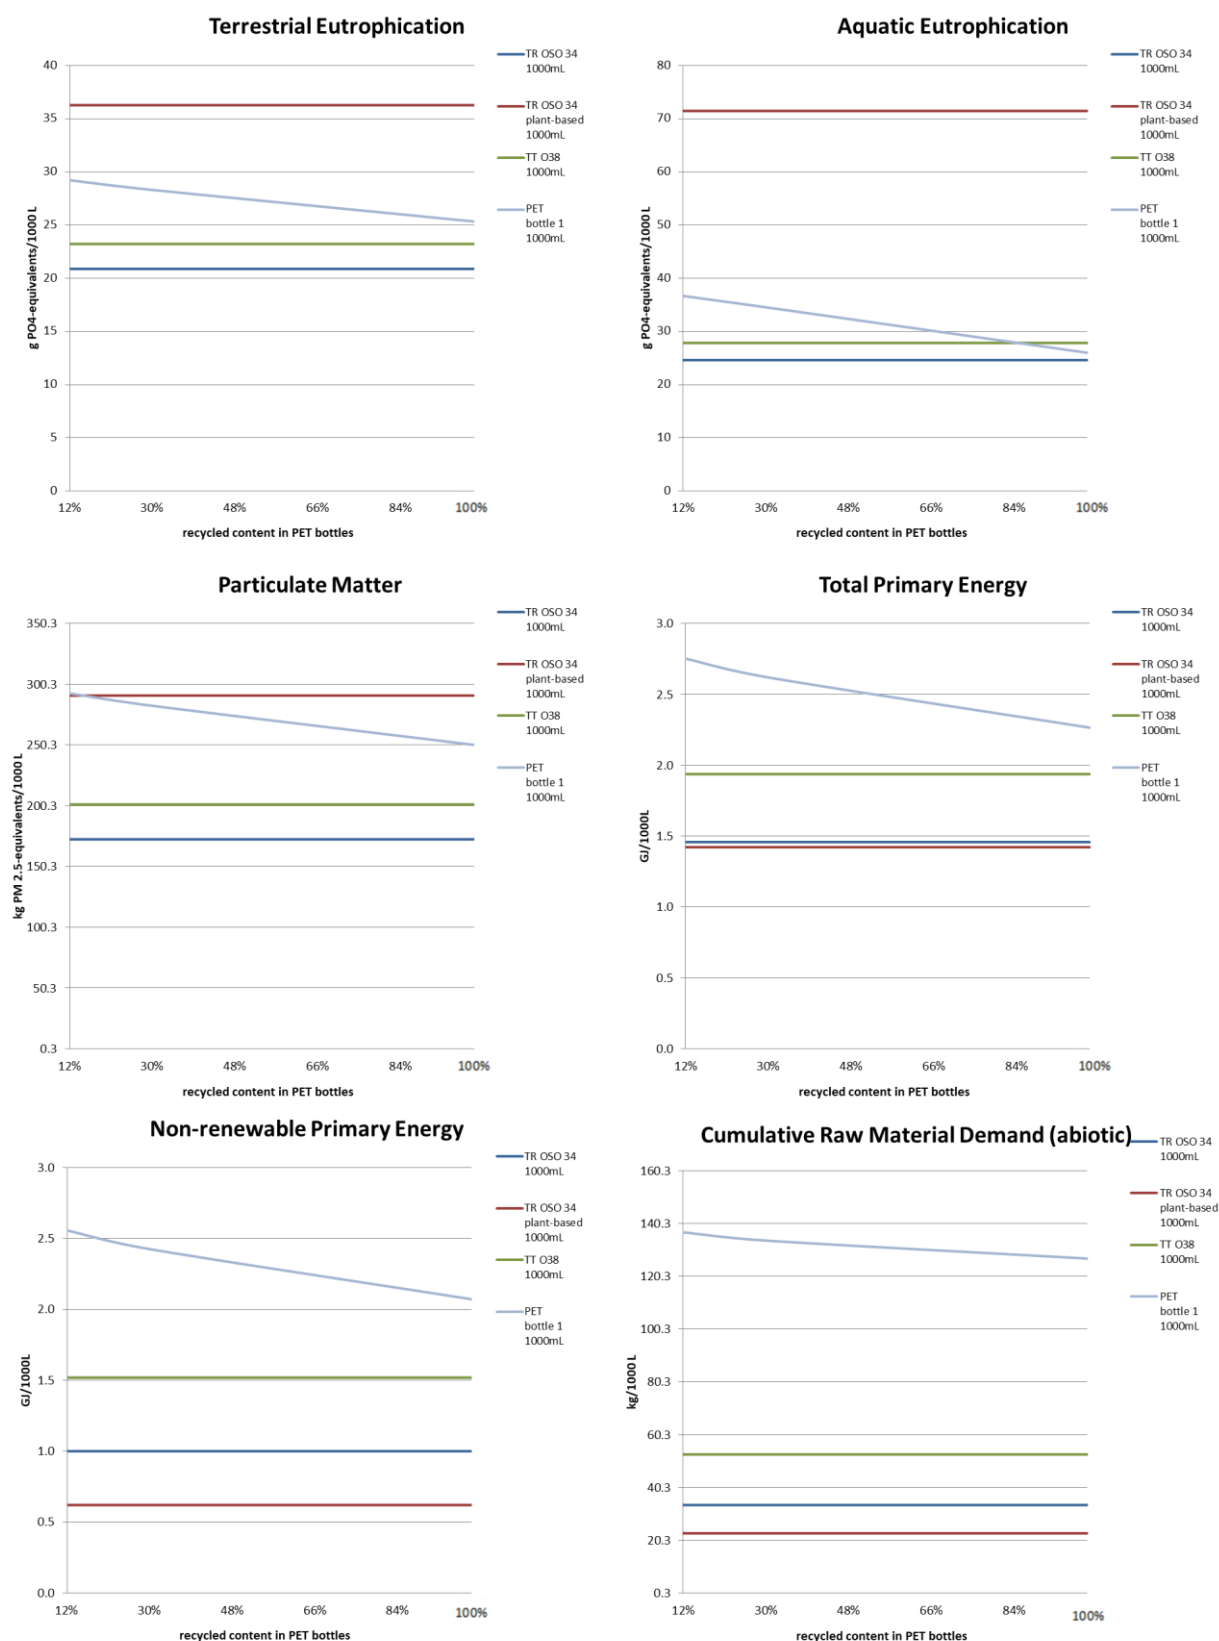 Terrestrial Eutrophication
40
35
30
25
20
15
10
5
0
g PO4-equivalents/1000 L
12% 30% 48% 66% 84% 100%
recycled content in PET bottles
TR OSO 34
1000mL
TR OSO 34
plant-based
1000mL
TT O38
1000mL
PET
bottle 1
1000mL
Aquatic Eutrophication
80
70
60
50
40
30
20
10
0
g PO4-equivalents/1000 L
12% 30% 48% 66% 84% 100%
recycled content in PET bottles
TR OSO 34
1000mL
TR OSO 34
plant-based
1000mL
TT O38
1000mL
PET
bottle 1
1000mL
Particulate Matter
350.3
300.3
250.3
200.3
150.3
100.3
50.3
0.3
kg PM 2.5-equivalents/1000 L
12% 30% 48% 66% 84% 100%
recycled content in PET bottles
TR OSO 34
1000mL
TR OSO 34
plant-based
1000mL
TT O38
1000mL
PET
bottle 1
1000mL
Total Primary Energy
3.0
2.5
2.0
1.5
1.0
0.5
0.0
GJ/1000L
12% 30% 48% 66% 84% 100%
recycled content in PET bottles
TR OSO 34
1000mL
TR OSO 34
plant-based
1000mL
TT O38
1000mL
PET
bottle 1
1000mL
Non-renewable Primary Energy
3.0
2.5
2.0
1.5
1.0
0.5
0.0
GJ/1000L
12% 30% 48% 66% 84% 100%
recycled content in PET bottles
TR OSO 34
1000mL
TR OSO 34
plant-based
1000mL
TT O38
1000mL
PET
bottle 1
1000mL
Cumulative Raw Material Demand (abiotic)
160.3
140.3
120.3
100.3
80.3
60.3
40.3
20.3
0.3
kg/1000 L
12% 30% 48% 66% 84% 100%
recycled content in PET bottles
TR OSO 34
1000mL
TR OSO 34
plant-based
1000mL
TT O38
1000mL
PET
bottle 1
1000mL